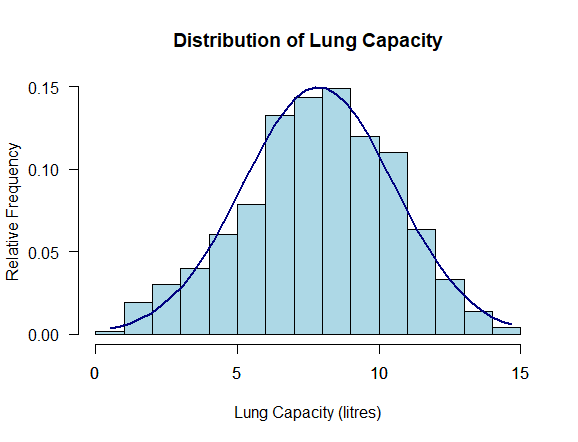 Distribution of Lung Capacity
0.15
0.10
0.05
0.00
Relative Frequency
0 5 10 15
Lung Capacity (litres)